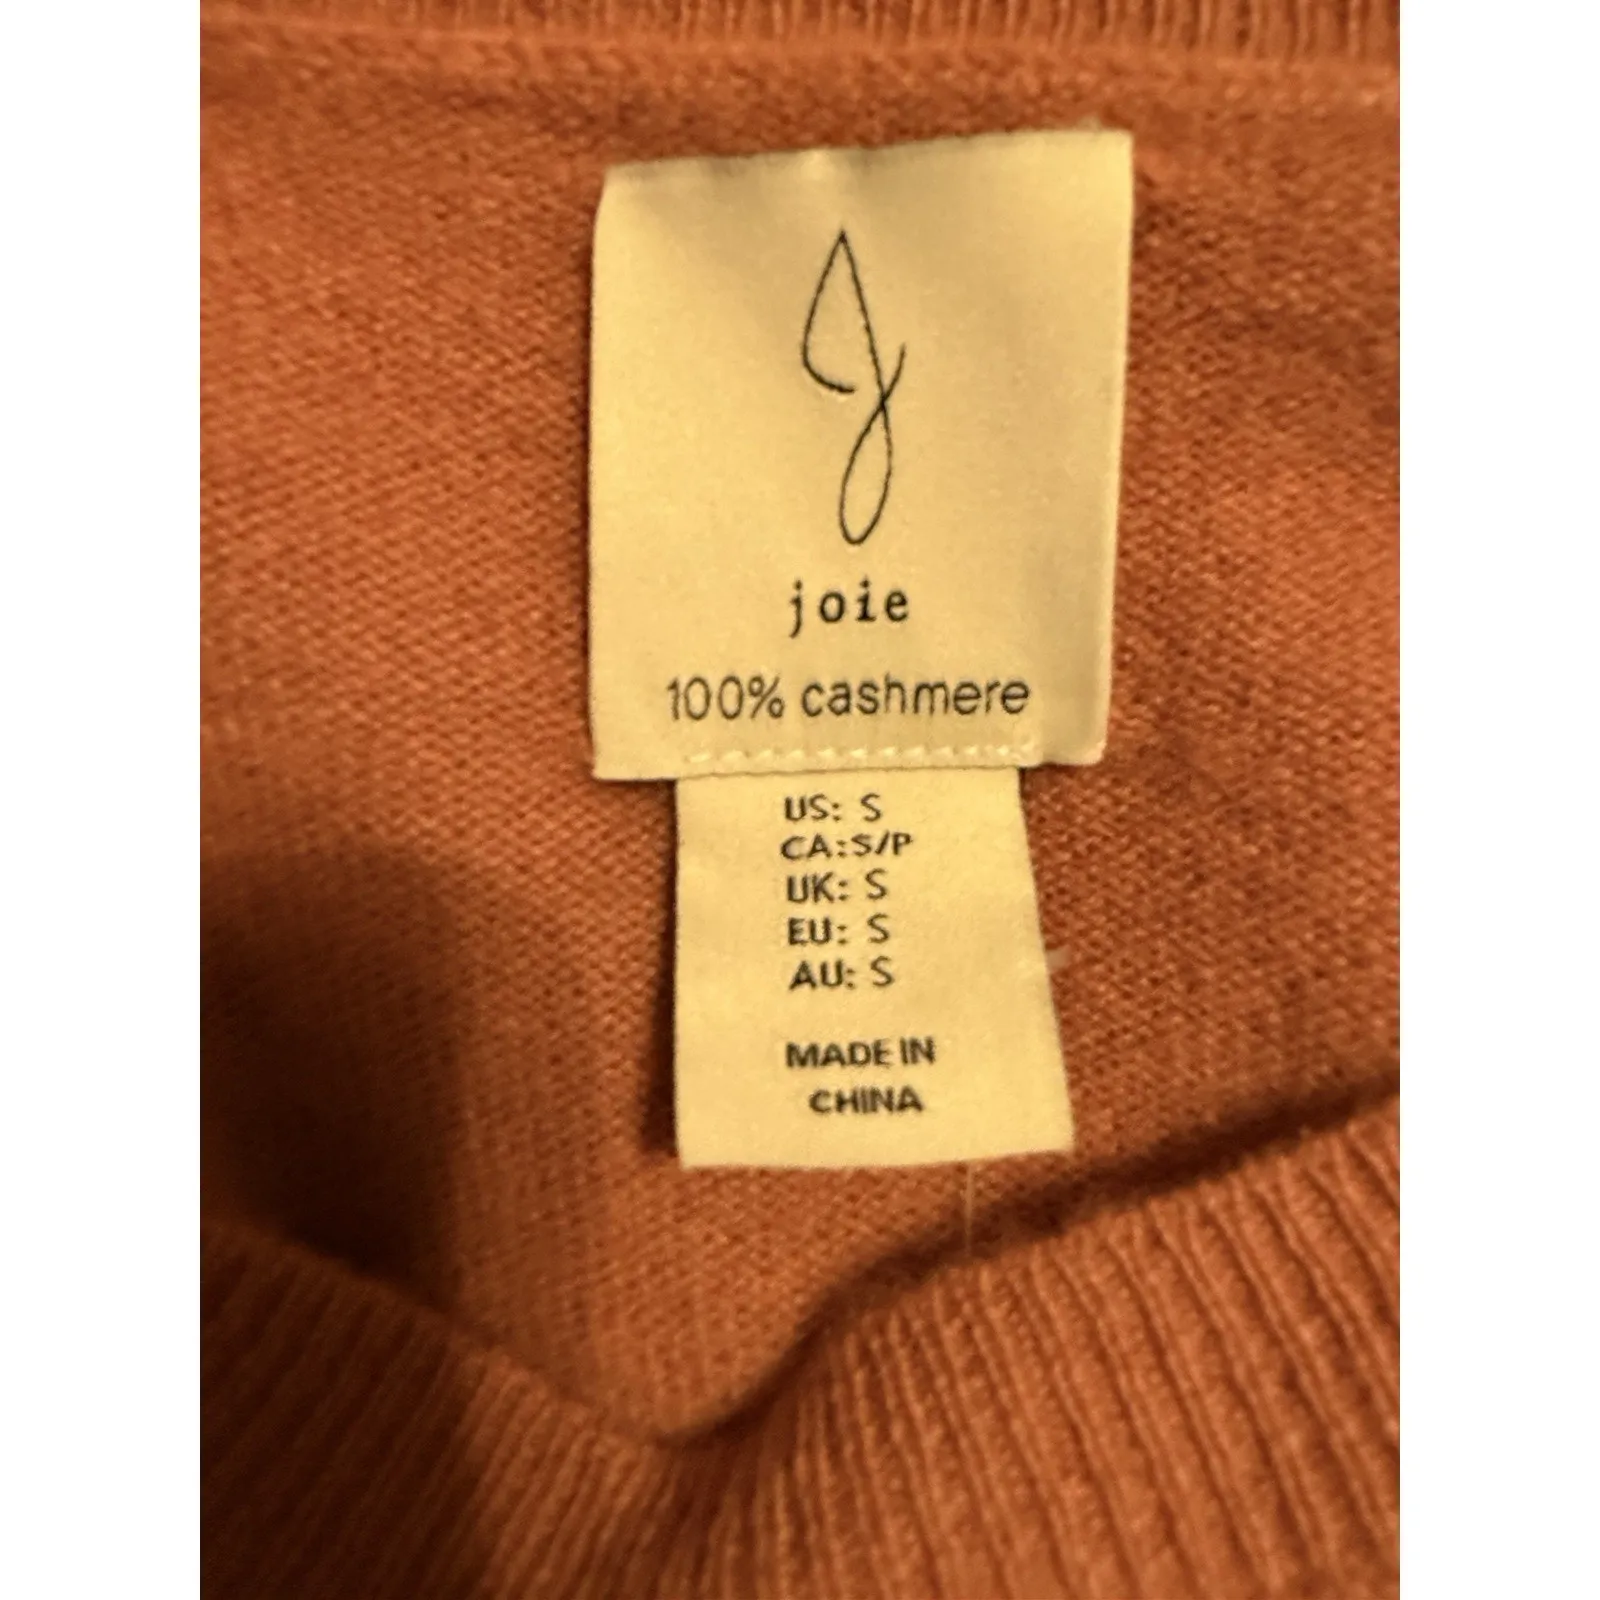 joie
100% cashmere
US: S
CA:S/P
UK: S
EU: S
AU: S
MADE IN
CHINA